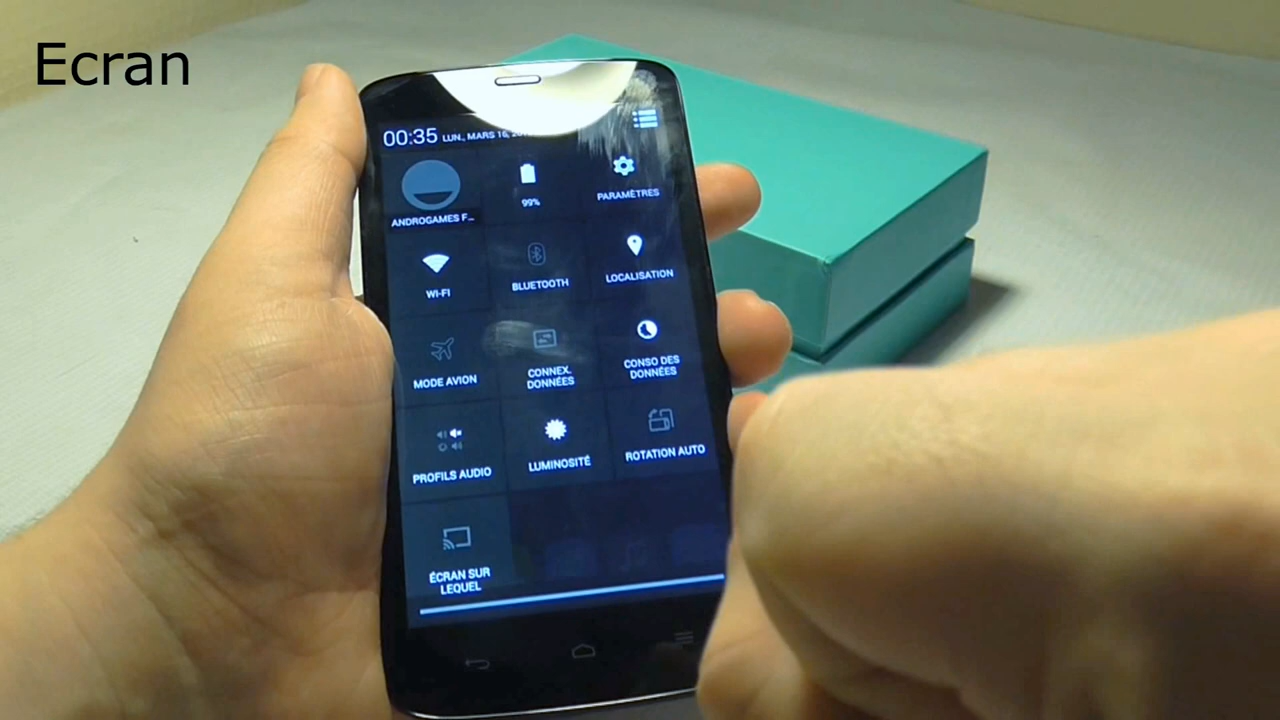 Ecran
00:35 LUN., MARS 16,
ANDROGAMES F...
99%
PARAMÈTRES
WI-FI
BLUETOOTH
LOCALISATION
MODE AVION
CONNEX.
DONNÉES
CONSO DES
DONNÉES
PROFILS AUDIO
LUMINOSITÉ
ROTATION AUTO
ÉCRAN SUR
LEQUEL